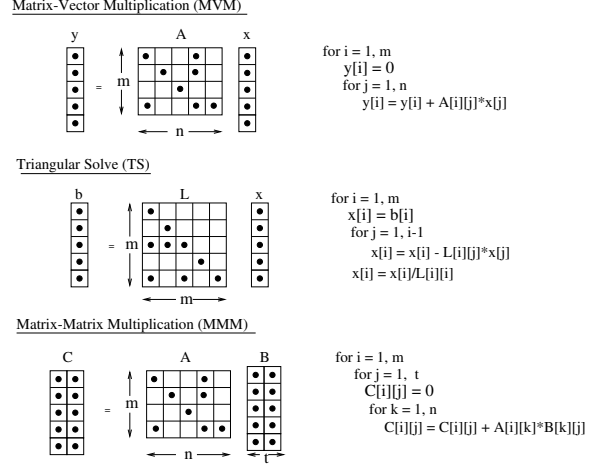 Matrix-Vector Multiplication (MVM)
y A x
m
=
n
for i = 1, m
y[i] = 0
for j = 1, n
y[i] = y[i] + A[i][j]*x[j]
Triangular Solve (TS)
b L x
= m
m
for i = 1, m
x[i] = b[i]
for j = 1, i-1
x[i] = x[i] - L[i][j]*x[j]
x[i] = x[i]/L[i][i]
Matrix-Matrix Multiplication (MMM)
C A B
m
=
n
t
for i = 1, m
for j = 1, t
C[i][j] = 0
for k = 1, n
C[i][j] = C[i][j] + A[i][k]*B[k][j]